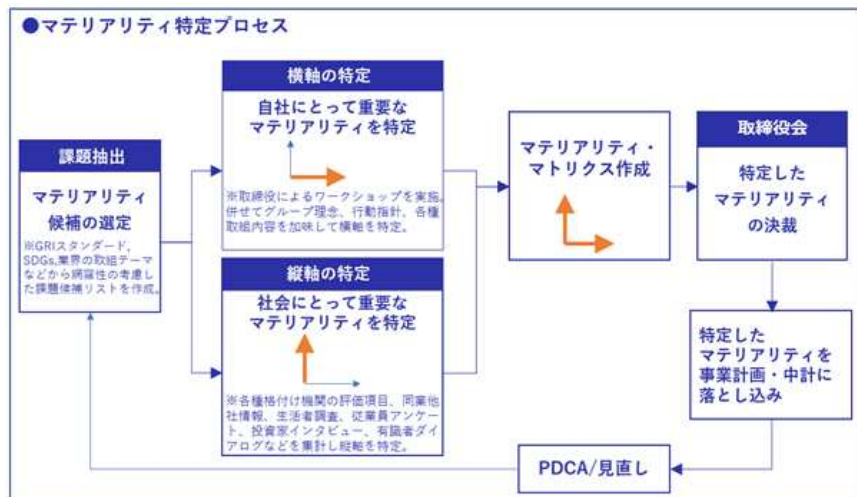 ●マテリアリティ特定プロセス
課題抽出
マテリアリティ
候補の選定
※GRIスタンダード、
SDGs,業界の取組テーマ
などから網羅性の考慮し
た課題候補リストを作成。
横軸の特定
自社にとって重要な
マテリアリティを特定
※取締役によるワークショップを実施。
併せてグループ理念、行動指針、各種
取組内容を加味して横軸を特定。
縦軸の特定
社会にとって重要な
マテリアリティを特定
※各種格付け機関の評価項目、同業他
社情報、生活者調査、従業員アンケー
ト、投資家インタビュー、有識者ダイ
アログなどを集計し縦軸を特定。
マテリアリティ・
マトリクス作成
取締役会
特定した
マテリアリティ
の決裁
特定した
マテリアリティを
事業計画・中計に
落とし込み
PDCA/見直し